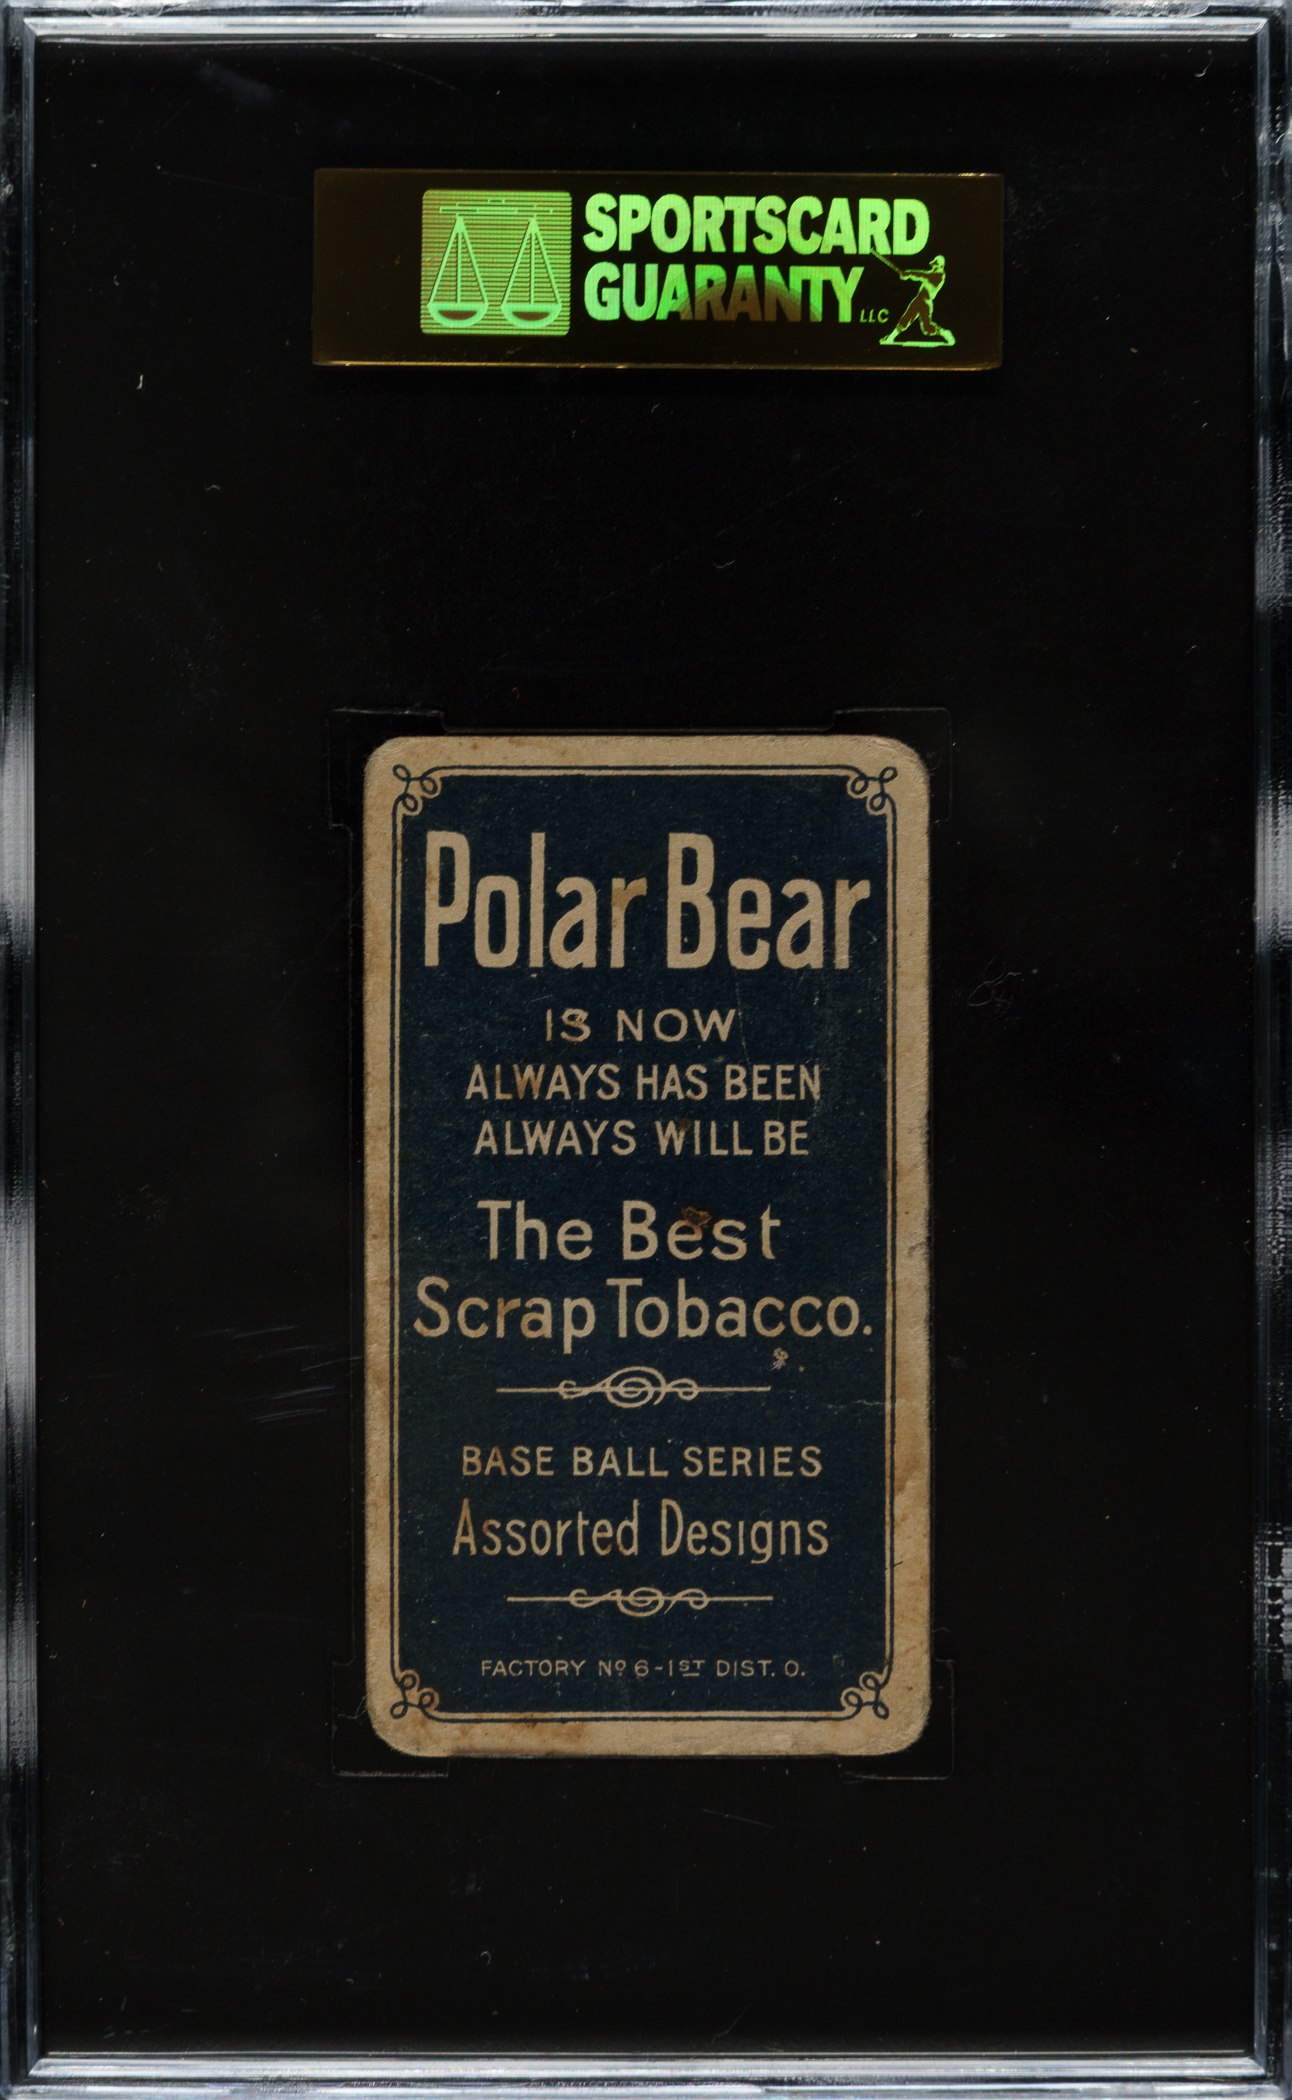 SPORTSCARD
GUARANTY LLC
Polar Bear
IS NOW
ALWAYS HAS BEEN
ALWAYS WILL BE
The Best
Scrap Tobacco.
BASE BALL SERIES
Assorted Designs
FACTORY Nº 6-1ST DIST. O.